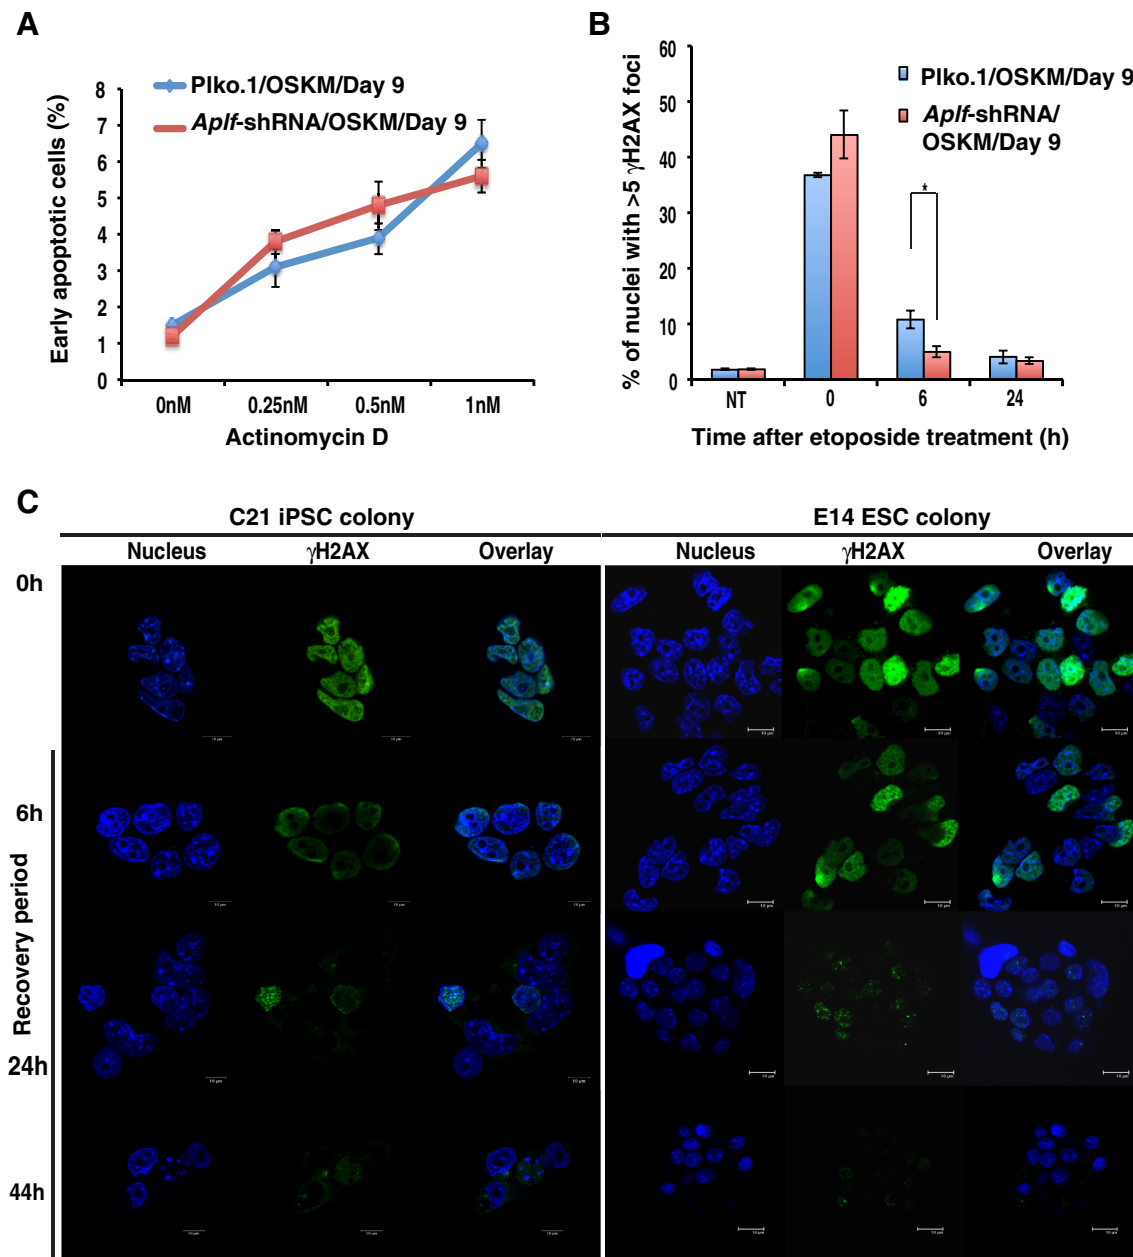 A
Plko.1/OSKM/Day 9
Aplf-shRNA/OSKM/Day 9
Early apoptotic cells (%)
8
7
6
5
4
3
2
1
0
0nM 0.25nM 0.5nM 1nM
Actinomycin D
B
Plko.1/OSKM/Day 9
Aplf-shRNA/
OSKM/Day 9
% of nuclei with >5 γH2AX foci
60
50
40
30
20
10
0
*
NT 0 6 24
Time after etoposide treatment (h)
C
C21 iPSC colony E14 ESC colony
Nucleus γH2AX Overlay Nucleus γH2AX Overlay
0h
6h
24h
44h
Recovery period
10 μm